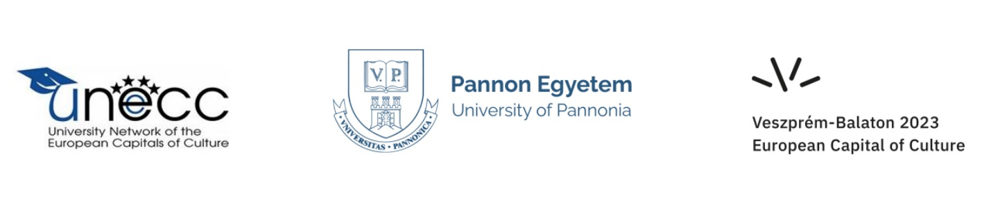 unecc
University Network of the
European Capitals of Culture
V. P.
VNIVERSITAS • PANNONICA
Pannon Egyetem
University of Pannonia
Veszprém-Balaton 2023
European Capital of Culture